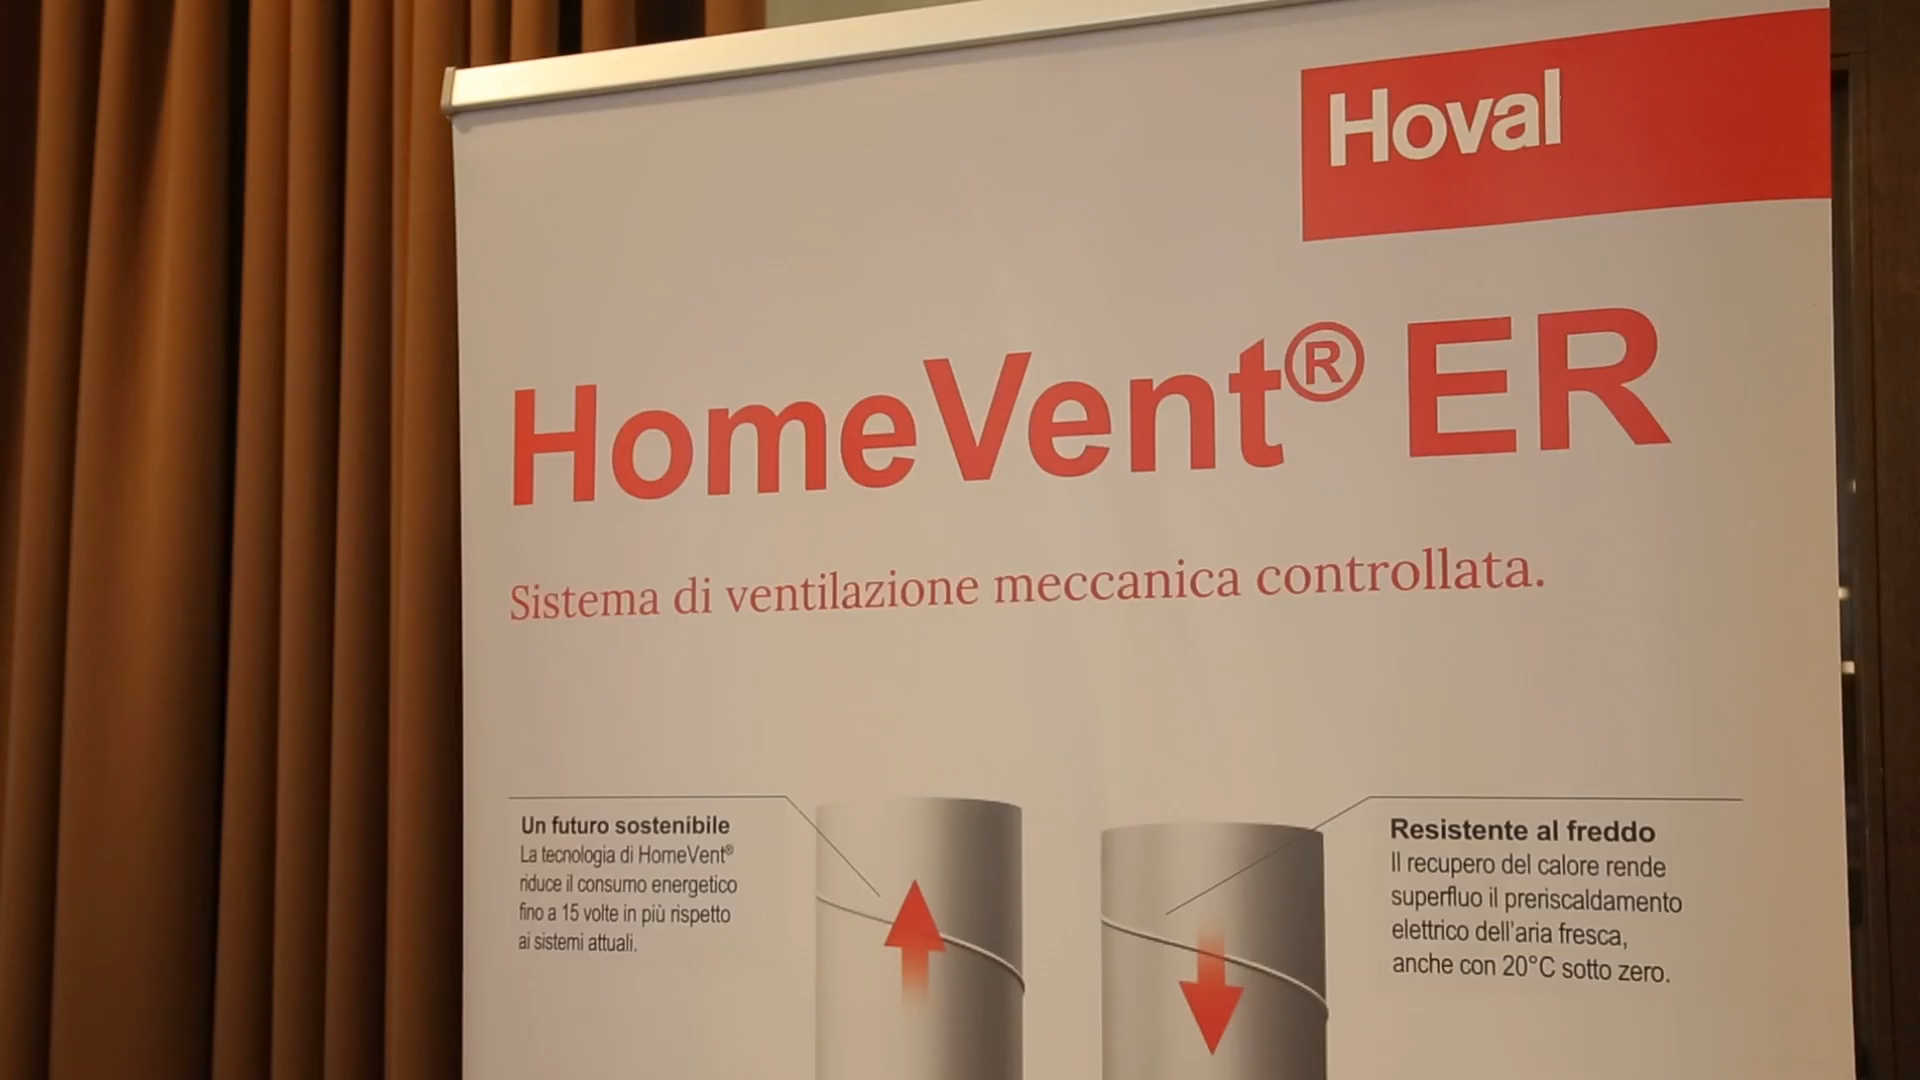 Hoval
HomeVent® ER
Sistema di ventilazione meccanica controllata.
Un futuro sostenibile
La tecnologia di HomeVent®
riduce il consumo energetico
fino a 15 volte in più rispetto
ai sistemi attuali.
Resistente al freddo
Il recupero del calore rende
superfluo il preriscaldamento
elettrico dell'aria fresca,
anche con 20°C sotto zero.